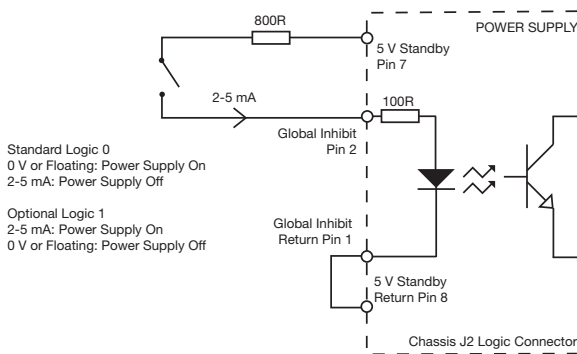 800R
POWER SUPPLY
5 V Standby
Pin 7
2-5 mA
100R
Global Inhibit
Pin 2
Standard Logic 0
0 V or Floating: Power Supply On
2-5 mA: Power Supply Off
Optional Logic 1
2-5 mA: Power Supply On
0 V or Floating: Power Supply Off
Global Inhibit
Return Pin 1
5 V Standby
Return Pin 8
Chassis J2 Logic Connector